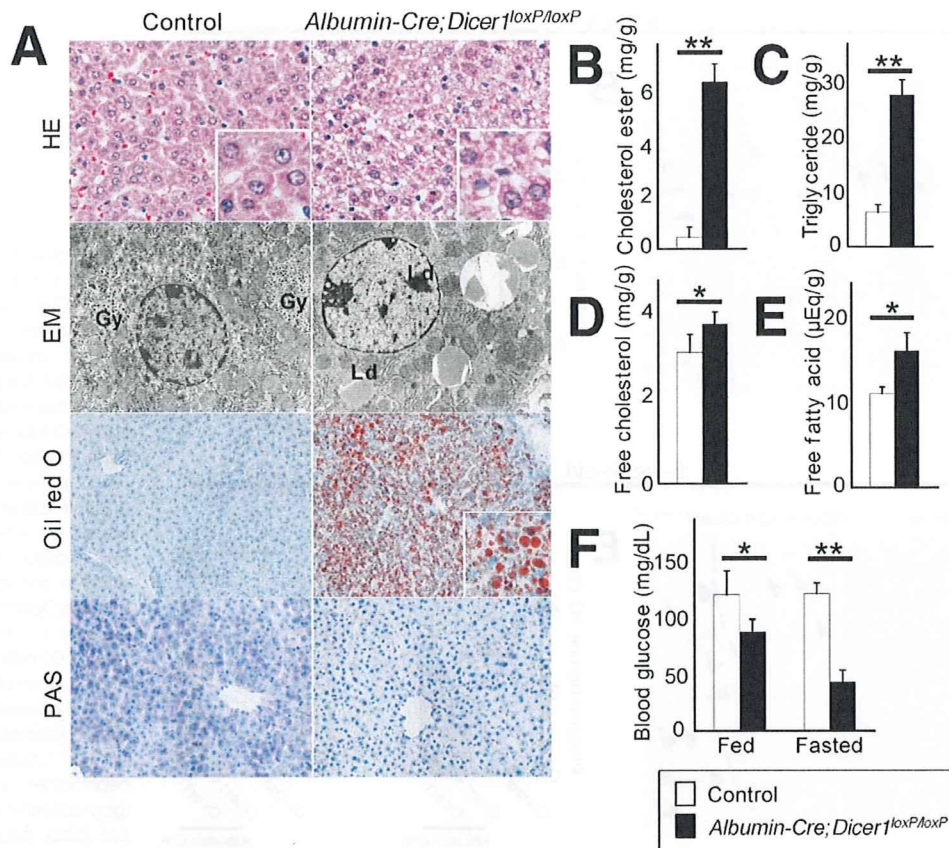 Control
Albumin-Cre;Dicer1loxP/loxP
A
HE
EM
Gy
Gy
Ld
Ld
Oil red O
PAS
B
Cholesterol ester (mg/g)
**
6
4
2
0
C
Triglyceride (mg/g)
**
30
20
10
0
D
Free cholesterol (mg/g)
*
4
2
0
E
Free fatty acid (µEq/g)
*
20
10
0
F
Blood glucose (mg/dL)
*
**
150
100
50
0
Fed
Fasted
Control
Albumin-Cre;Dicer1loxP/loxP